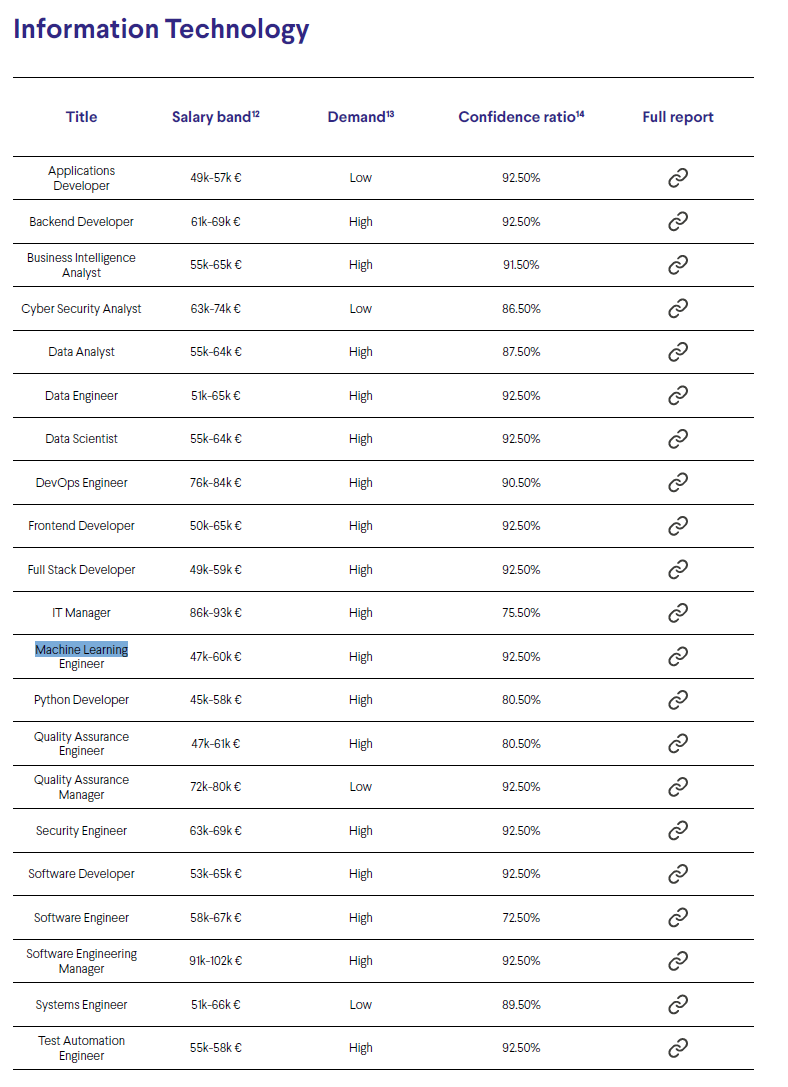 Information Technology
Title Salary band¹² Demand¹³ Confidence ratio¹⁴ Full report
Applications
Developer 49k-57k € Low 92.50%
Backend Developer 61k-69k € High 92.50%
Business Intelligence
Analyst 55k-65k € High 91.50%
Cyber Security Analyst 63k-74k € Low 86.50%
Data Analyst 55k-64k € High 87.50%
Data Engineer 51k-65k € High 92.50%
Data Scientist 55k-64k € High 92.50%
DevOps Engineer 76k-84k € High 90.50%
Frontend Developer 50k-65k € High 92.50%
Full Stack Developer 49k-59k € High 92.50%
IT Manager 86k-93k € High 75.50%
Machine Learning
Engineer 47k-60k € High 92.50%
Python Developer 45k-58k € High 80.50%
Quality Assurance
Engineer 47k-61k € High 80.50%
Quality Assurance
Manager 72k-80k € Low 92.50%
Security Engineer 63k-69k € High 92.50%
Software Developer 53k-65k € High 92.50%
Software Engineer 58k-67k € High 72.50%
Software Engineering
Manager 91k-102k € High 92.50%
Systems Engineer 51k-66k € Low 89.50%
Test Automation
Engineer 55k-58k € High 92.50%